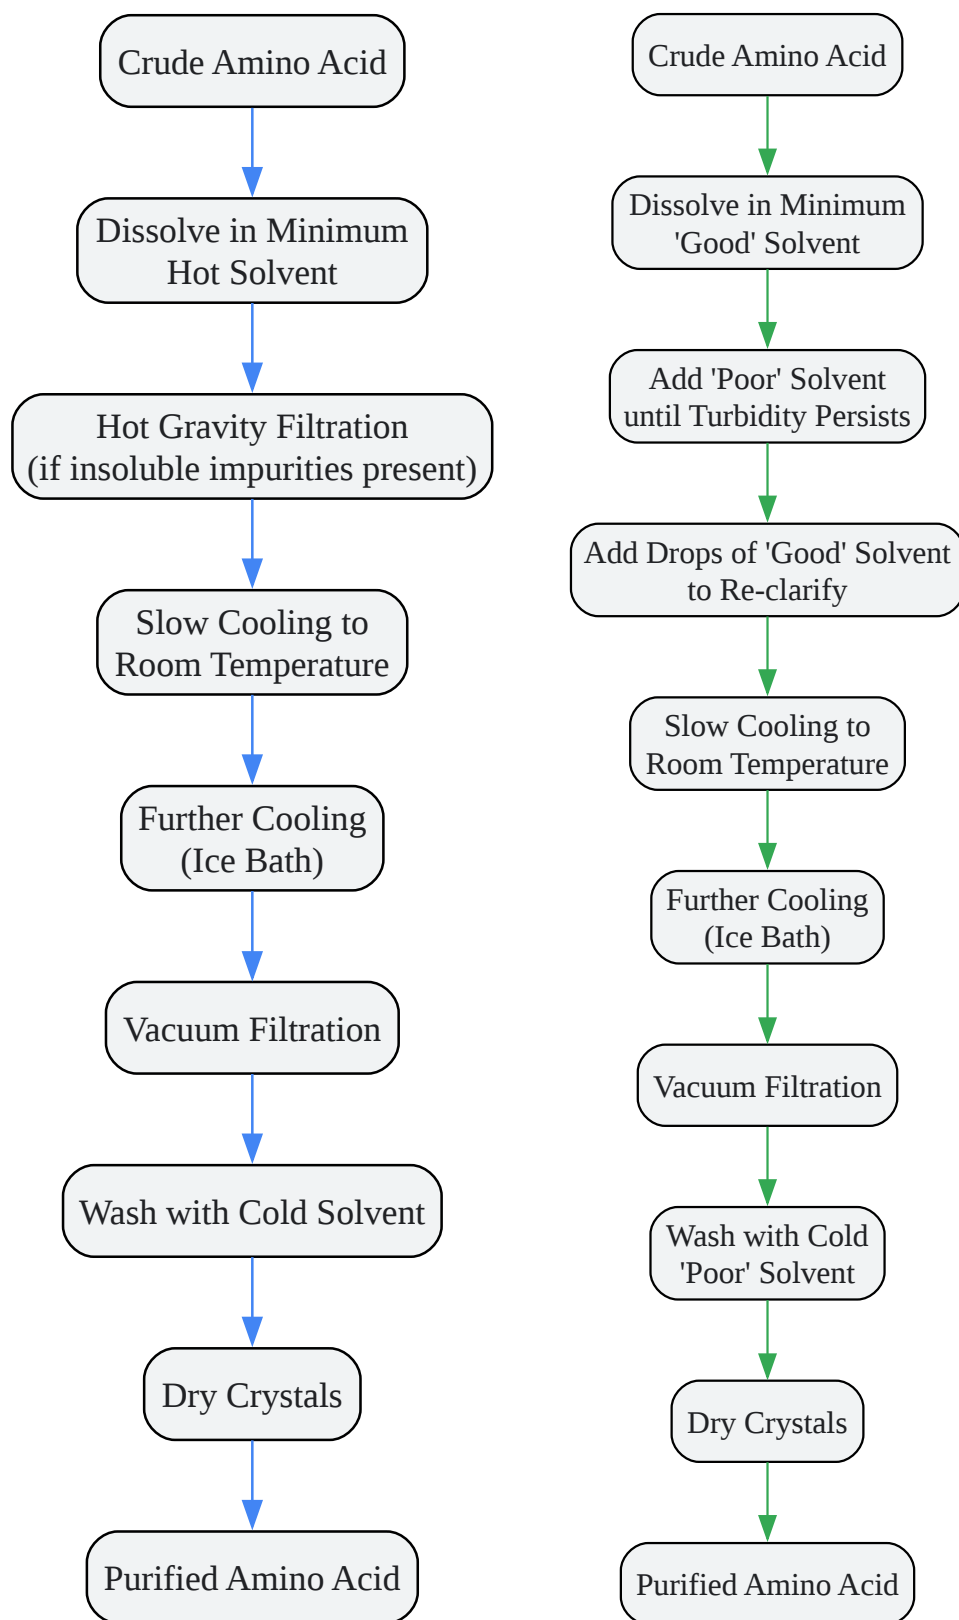 Crude Amino Acid
Dissolve in Minimum
Hot Solvent
Hot Gravity Filtration
(if insoluble impurities present)
Slow Cooling to
Room Temperature
Further Cooling
(Ice Bath)
Vacuum Filtration
Wash with Cold Solvent
Dry Crystals
Purified Amino Acid
Crude Amino Acid
Dissolve in Minimum
'Good' Solvent
Add 'Poor' Solvent
until Turbidity Persists
Add Drops of 'Good' Solvent
to Re-clarify
Slow Cooling to
Room Temperature
Further Cooling
(Ice Bath)
Vacuum Filtration
Wash with Cold
'Poor' Solvent
Dry Crystals
Purified Amino Acid